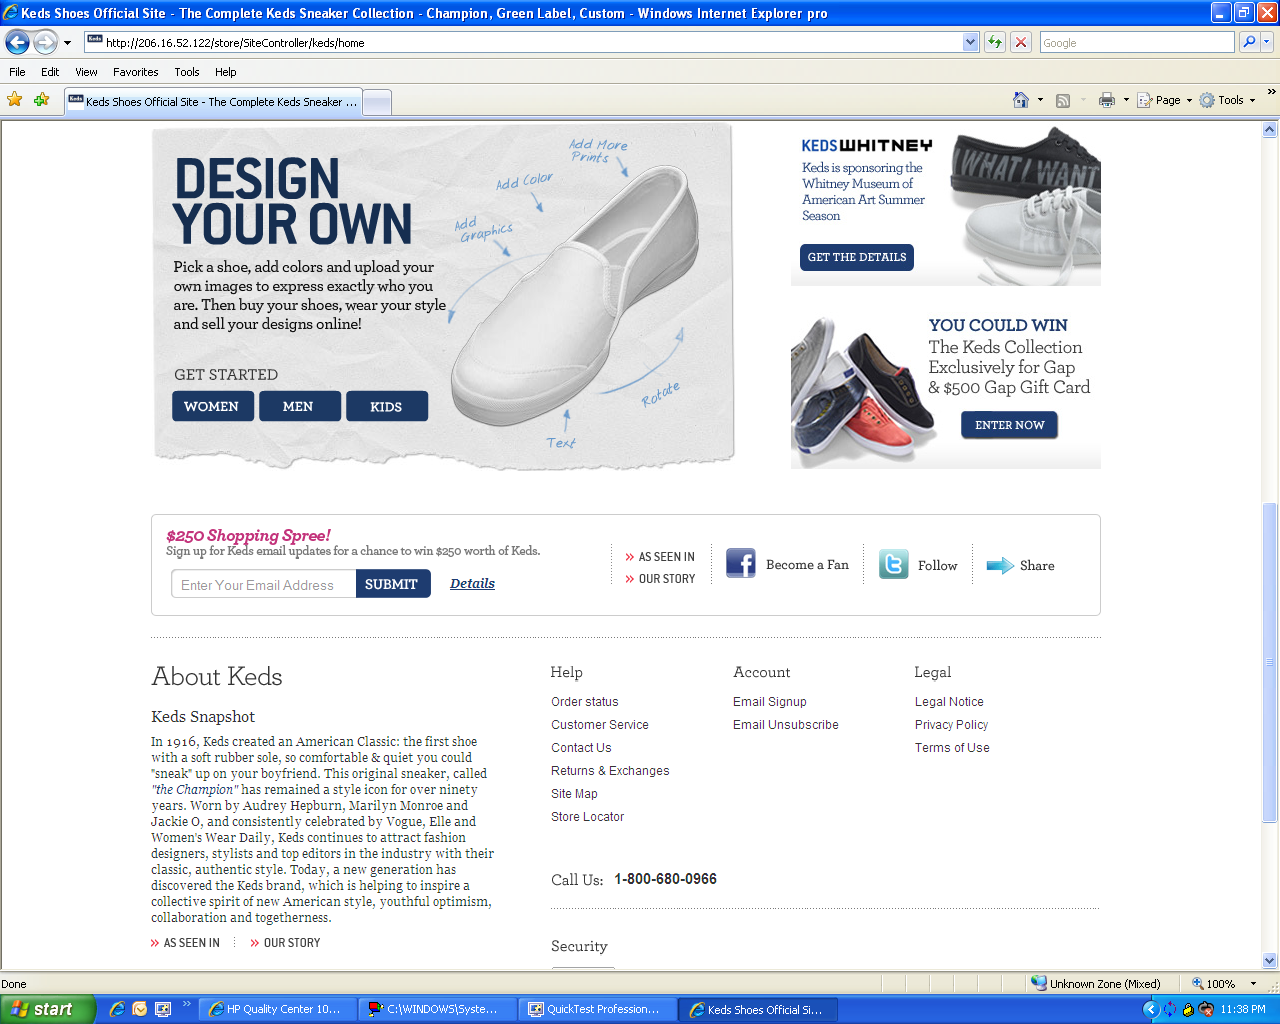 Keds Shoes Official Site - The Complete Keds Sneaker Collection - Champion, Green Label, Custom - Windows Internet Explorer pro
http://206.16.52.122/store/SiteController/keds/home
Google
File Edit View Favorites Tools Help
Keds Shoes Official Site - The Complete Keds Sneaker ...
Page Tools
DESIGN
YOUR OWN
Pick a shoe, add colors and upload your
own images to express exactly who you
are. Then buy your shoes, wear your style
and sell your designs online!
GET STARTED
WOMEN MEN KIDS
Add More
Prints
Add Color
Add
Graphics
Rotate
Text
KEDSWHITNEY
Keds is sponsoring the
Whitney Museum of
American Art Summer
Season
GET THE DETAILS
I WHAT I WANT
YOU COULD WIN
The Keds Collection
Exclusively for Gap
& $500 Gap Gift Card
ENTER NOW
$250 Shopping Spree!
Sign up for Keds email updates for a chance to win $250 worth of Keds.
Enter Your Email Address SUBMIT Details
AS SEEN IN
OUR STORY
Become a Fan
Follow
Share
About Keds
Keds Snapshot
In 1916, Keds created an American Classic: the first shoe
with a soft rubber sole, so comfortable & quiet you could
"sneak" up on your boyfriend. This original sneaker, called
"the Champion" has remained a style icon for over ninety
years. Worn by Audrey Hepburn, Marilyn Monroe and
Jackie O, and consistently celebrated by Vogue, Elle and
Women's Wear Daily, Keds continues to attract fashion
designers, stylists and top editors in the industry with their
classic, authentic style. Today, a new generation has
discovered the Keds brand, which is helping to inspire a
collective spirit of new American style, youthful optimism,
collaboration and togetherness.
AS SEEN IN OUR STORY
Help
Order status
Customer Service
Contact Us
Returns & Exchanges
Site Map
Store Locator
Account
Email Signup
Email Unsubscribe
Legal
Legal Notice
Privacy Policy
Terms of Use
Call Us: 1-800-680-0966
Security
Done
Unknown Zone (Mixed)
100%
start
HP Quality Center 10...
C:\WINDOWS\Syste...
QuickTest Profession...
Keds Shoes Official Si...
11:38 PM